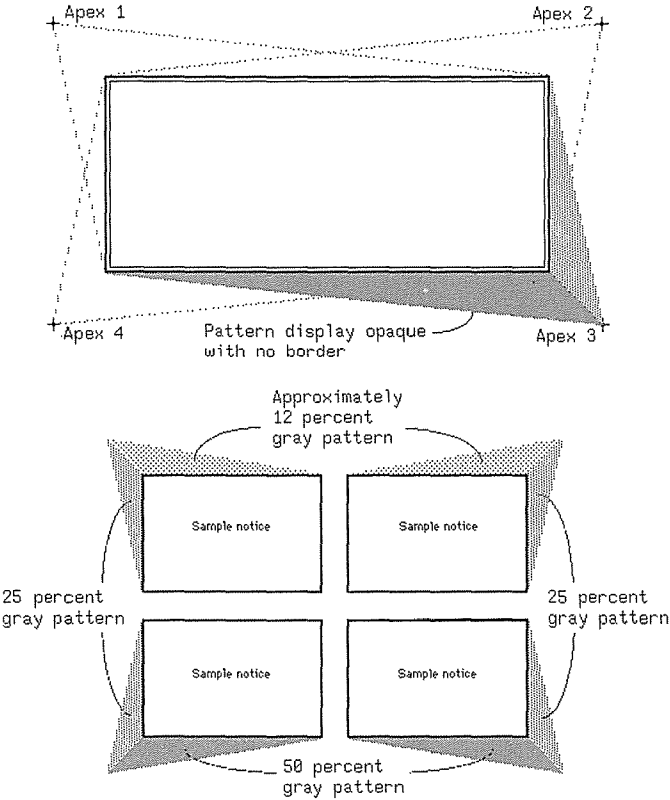 Apex 1
Apex 2
Apex 4
Apex 3
Pattern display opaque
with no border
Approximately
12 percent
gray pattern
Sample notice
Sample notice
25 percent
gray pattern
25 percent
gray pattern
Sample notice
Sample notice
50 percent
gray pattern